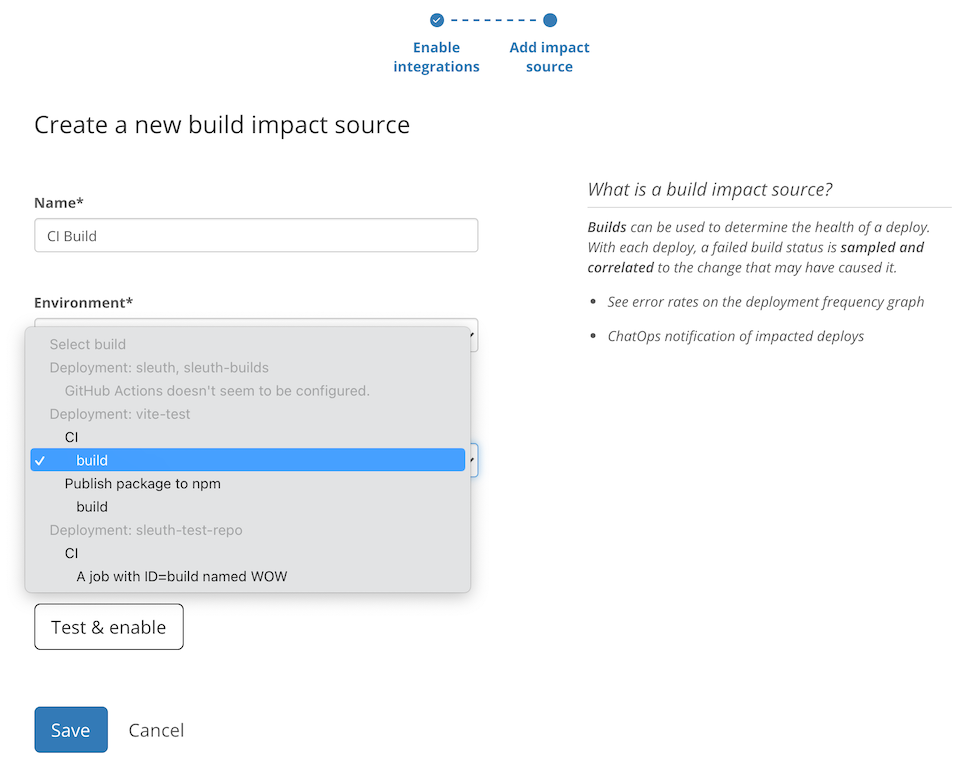 Enable
integrations
Add impact
source
Create a new build impact source
Name*
CI Build
Environment*
Select build
Deployment: sleuth, sleuth-builds
GitHub Actions doesn't seem to be configured.
Deployment: vite-test
CI
build
Publish package to npm
build
Deployment: sleuth-test-repo
CI
A job with ID=build named WOW
Test & enable
Save
Cancel
What is a build impact source?
Builds can be used to determine the health of a deploy.
With each deploy, a failed build status is sampled and
correlated to the change that may have caused it.
• See error rates on the deployment frequency graph
• ChatOps notification of impacted deploys